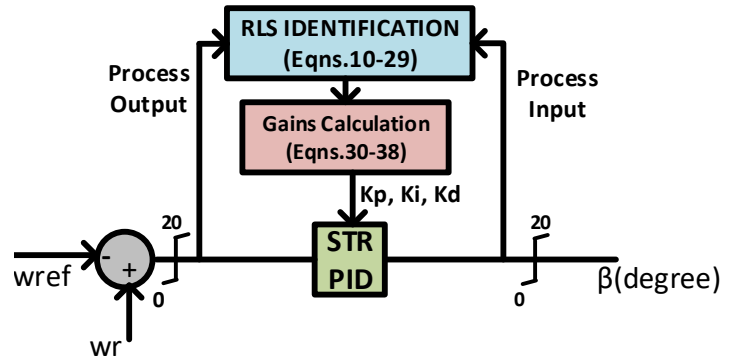 RLS IDENTIFICATION
(Eqns.10-29)
Process
Output
Process
Input
Gains Calculation
(Eqns.30-38)
Kp, Ki, Kd
20
20
STR
PID
-
+
wref
0
0
β(degree)
wr